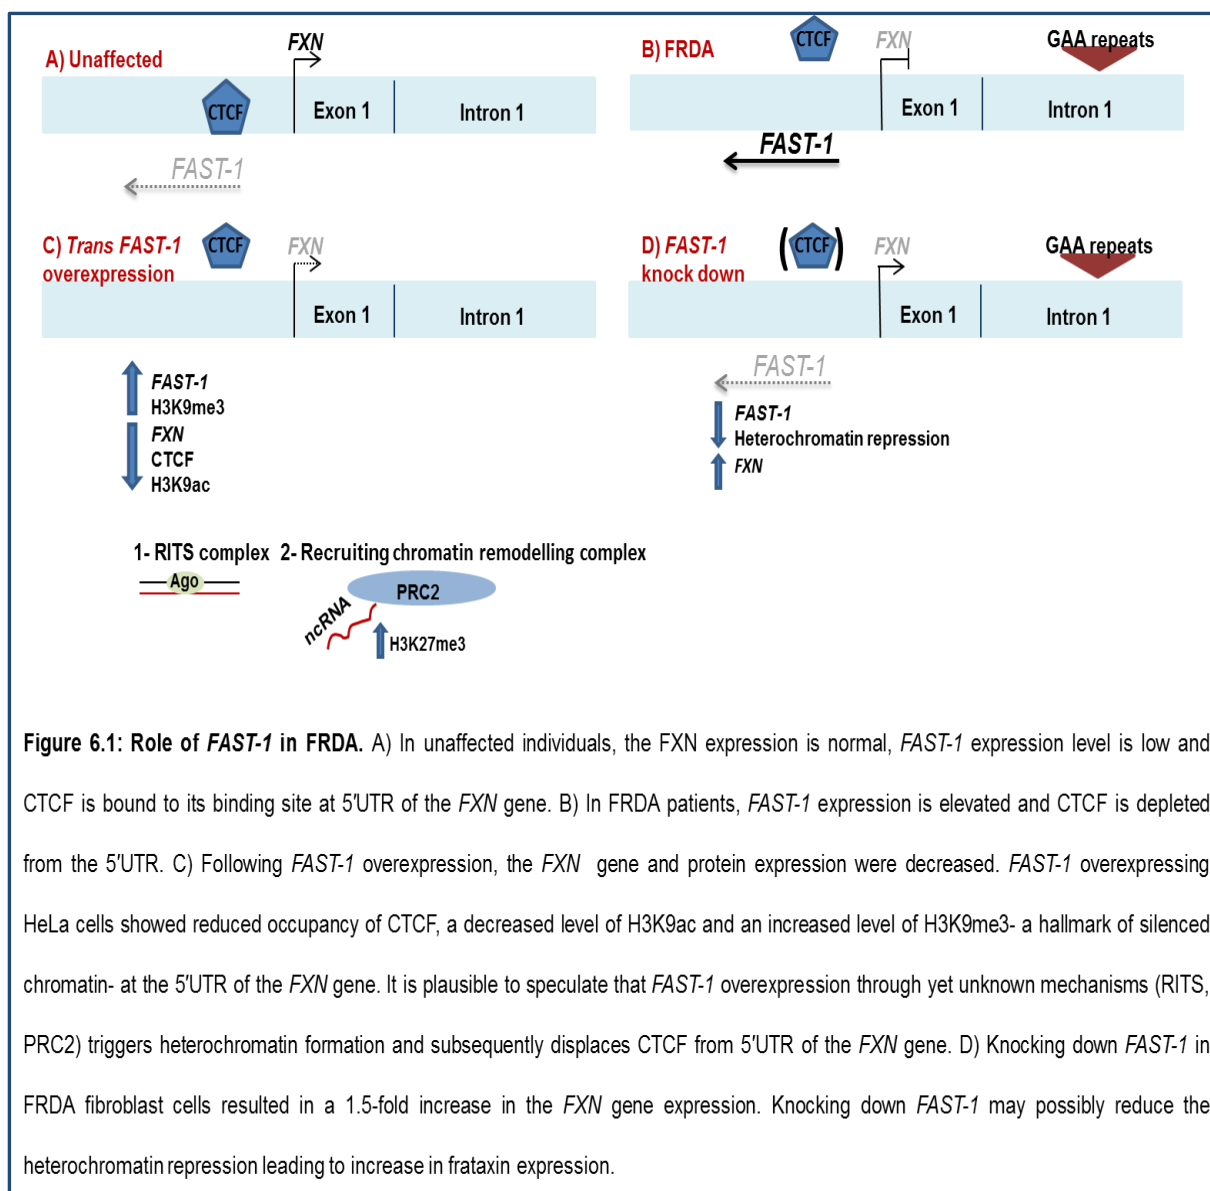 A) Unaffected
FXN
CTCF
Exon 1
Intron 1
FAST-1
B) FRDA
CTCF
FXN
GAA repeats
Exon 1
Intron 1
FAST-1
C) Trans FAST-1
overexpression
CTCF
FXN
Exon 1
Intron 1
FAST-1
H3K9me3
FXN
CTCF
H3K9ac
D) FAST-1
knock down
(CTCF)
FXN
GAA repeats
Exon 1
Intron 1
FAST-1
FAST-1
Heterochromatin repression
FXN
1- RITS complex
Ago
2- Recruiting chromatin remodelling complex
PRC2
ncRNA
H3K27me3
Figure 6.1: Role of FAST-1 in FRDA. A) In unaffected individuals, the FXN expression is normal, FAST-1 expression level is low and
CTCF is bound to its binding site at 5'UTR of the FXN gene. B) In FRDA patients, FAST-1 expression is elevated and CTCF is depleted
from the 5'UTR. C) Following FAST-1 overexpression, the FXN gene and protein expression were decreased. FAST-1 overexpressing
HeLa cells showed reduced occupancy of CTCF, a decreased level of H3K9ac and an increased level of H3K9me3- a hallmark of silenced
chromatin- at the 5'UTR of the FXN gene. It is plausible to speculate that FAST-1 overexpression through yet unknown mechanisms (RITS,
PRC2) triggers heterochromatin formation and subsequently displaces CTCF from 5'UTR of the FXN gene. D) Knocking down FAST-1 in
FRDA fibroblast cells resulted in a 1.5-fold increase in the FXN gene expression. Knocking down FAST-1 may possibly reduce the
heterochromatin repression leading to increase in frataxin expression.